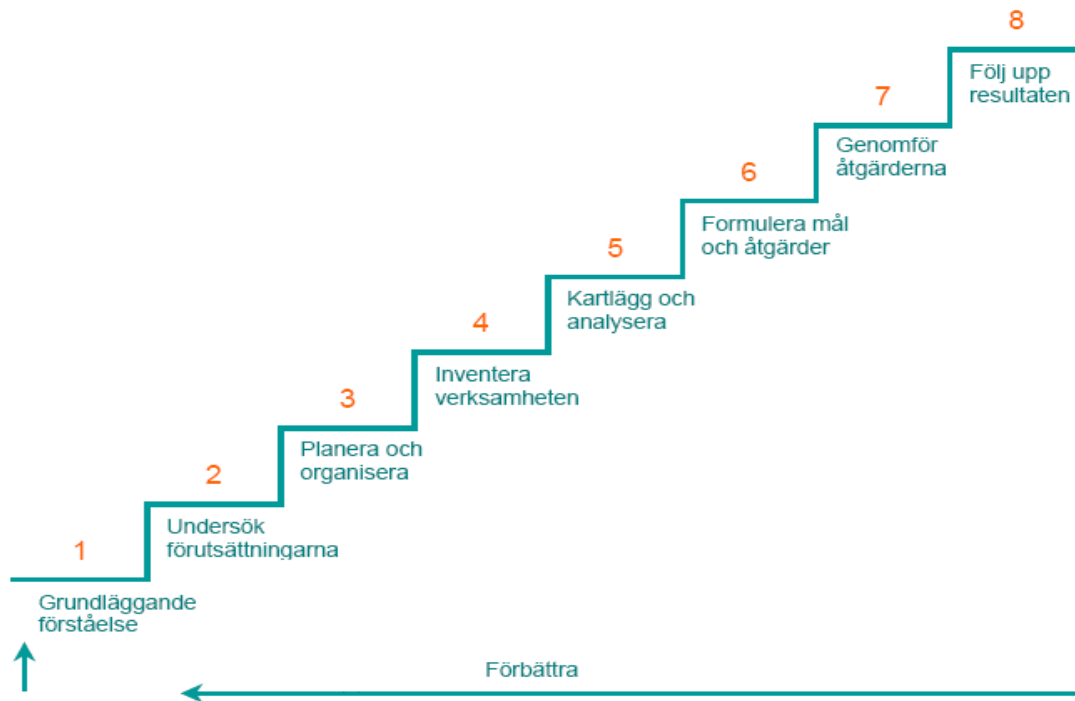 1
Grundläggande
förståelse
2
Undersök
förutsättningarna
3
Planera och
organisera
4
Inventera
verksamheten
5
Kartlägg och
analysera
6
Formulera mål
och åtgärder
7
Genomför
åtgärderna
8
Följ upp
resultaten
Förbättra